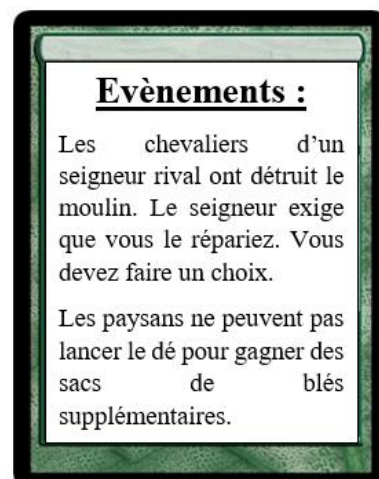 Evènements :
Les chevaliers d’un
seigneur rival ont détruit le
moulin. Le seigneur exige
que vous le répariez. Vous
devez faire un choix.
Les paysans ne peuvent pas
lancer le dé pour gagner des
sacs de blés
supplémentaires.